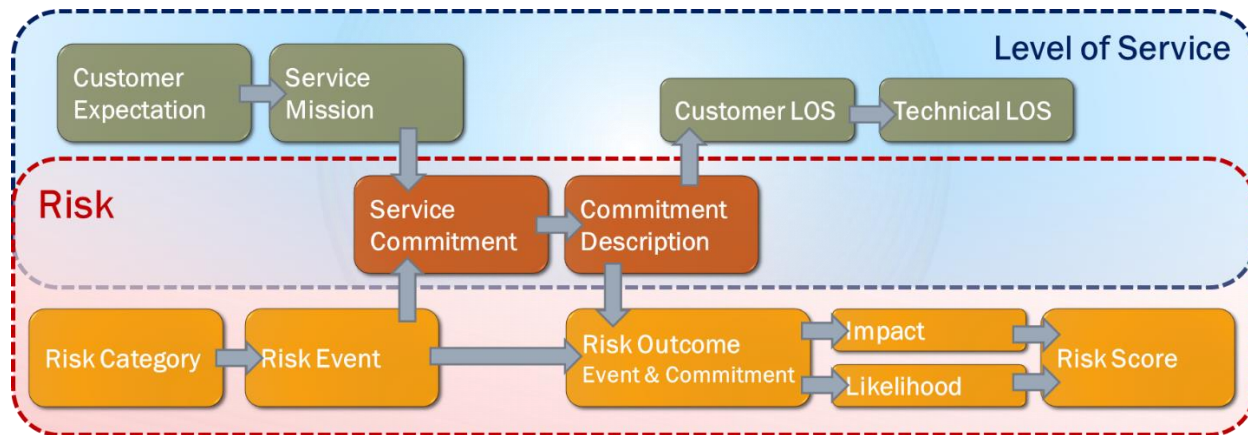 Level of Service
Customer
Expectation
Service
Mission
Customer LOS
Technical LOS
Risk
Service
Commitment
Commitment
Description
Risk Category
Risk Event
Risk Outcome
Event & Commitment
Impact
Likelihood
Risk Score